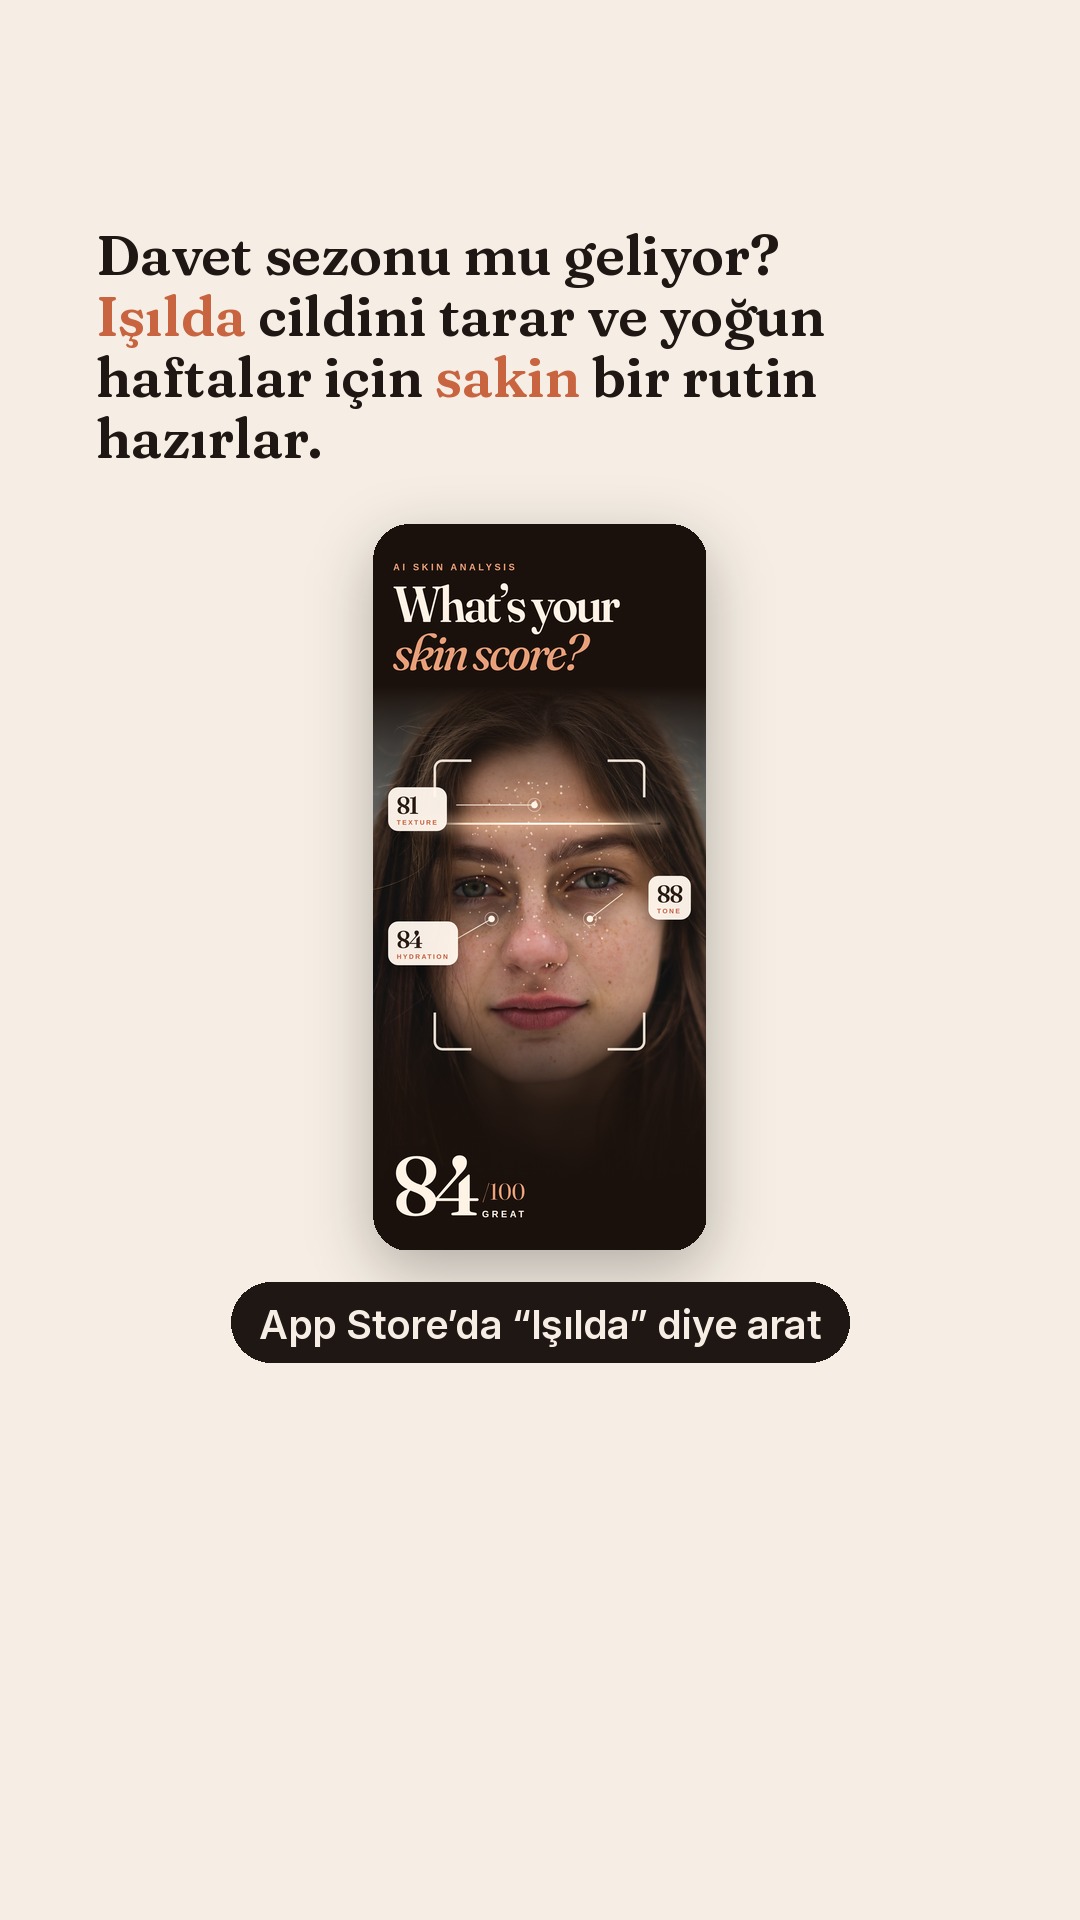 Davet sezonu mu geliyor?
Işılda cildini tarar ve yoğun
haftalar için sakin bir rutin
hazırlar.
AI SKIN ANALYSIS
What’s your
skin score?
81
TEXTURE
88
TONE
84
HYDRATION
84 /100
GREAT
App Store’da “Işılda” diye arat